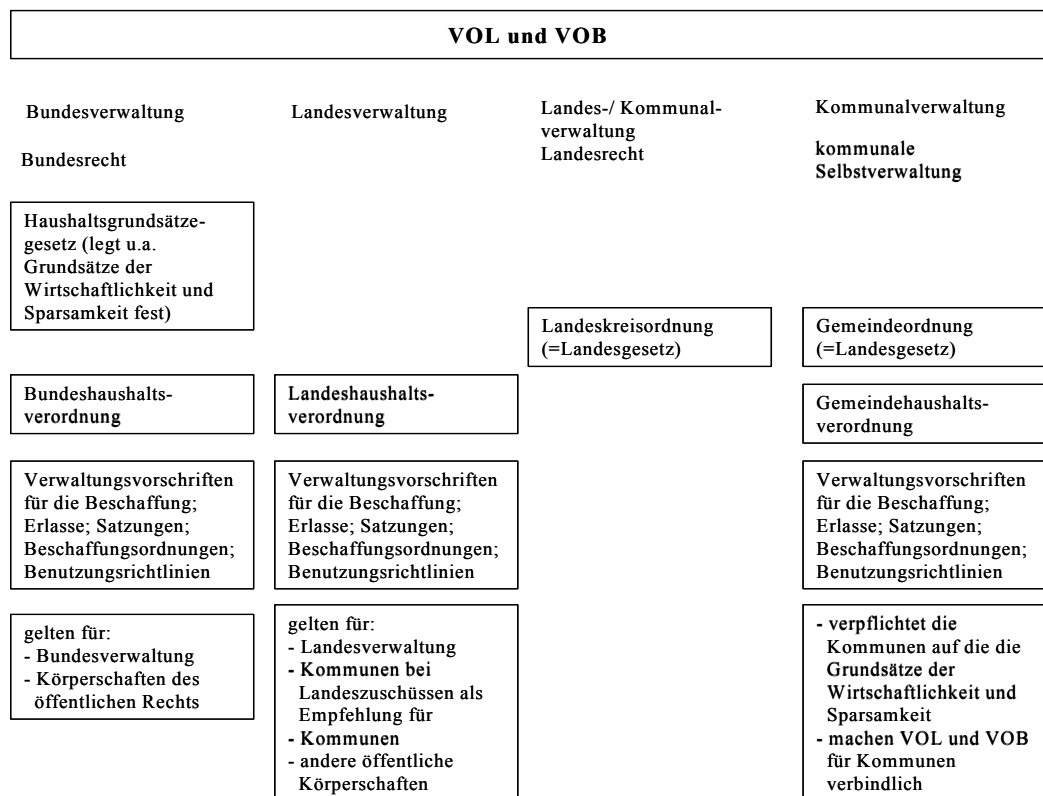 VOL und VOB
Bundesverwaltung
Bundesrecht
Haushaltsgrundsätze-
gesetz (legt u.a.
Grundsätze der
Wirtschaftlichkeit und
Sparsamkeit fest)
Bundeshaushalts-
verordnung
Verwaltungsvorschriften
für die Beschaffung;
Erlasse; Satzungen;
Beschaffungsordnungen;
Benutzungsrichtlinien
gelten für:
- Bundesverwaltung
- Körperschaften des
öffentlichen Rechts
Landesverwaltung
Landeshaushalts-
verordnung
Verwaltungsvorschriften
für die Beschaffung;
Erlasse; Satzungen;
Beschaffungsordnungen;
Benutzungsrichtlinien
gelten für:
- Landesverwaltung
- Kommunen bei
Landeszuschüssen als
Empfehlung für
- Kommunen
- andere öffentliche
Körperschaften
Landes-/ Kommunal-
verwaltung
Landesrecht
Landeskreisordnung
(=Landesgesetz)
Kommunalverwaltung
kommunale
Selbstverwaltung
Gemeindeordnung
(=Landesgesetz)
Gemeindehaushalts-
verordnung
Verwaltungsvorschriften
für die Beschaffung;
Erlasse; Satzungen;
Beschaffungsordnungen;
Benutzungsrichtlinien
- verpflichtet die
Kommunen auf die die
Grundsätze der
Wirtschaftlichkeit und
Sparsamkeit
- machen VOL und VOB
für Kommunen
verbindlich